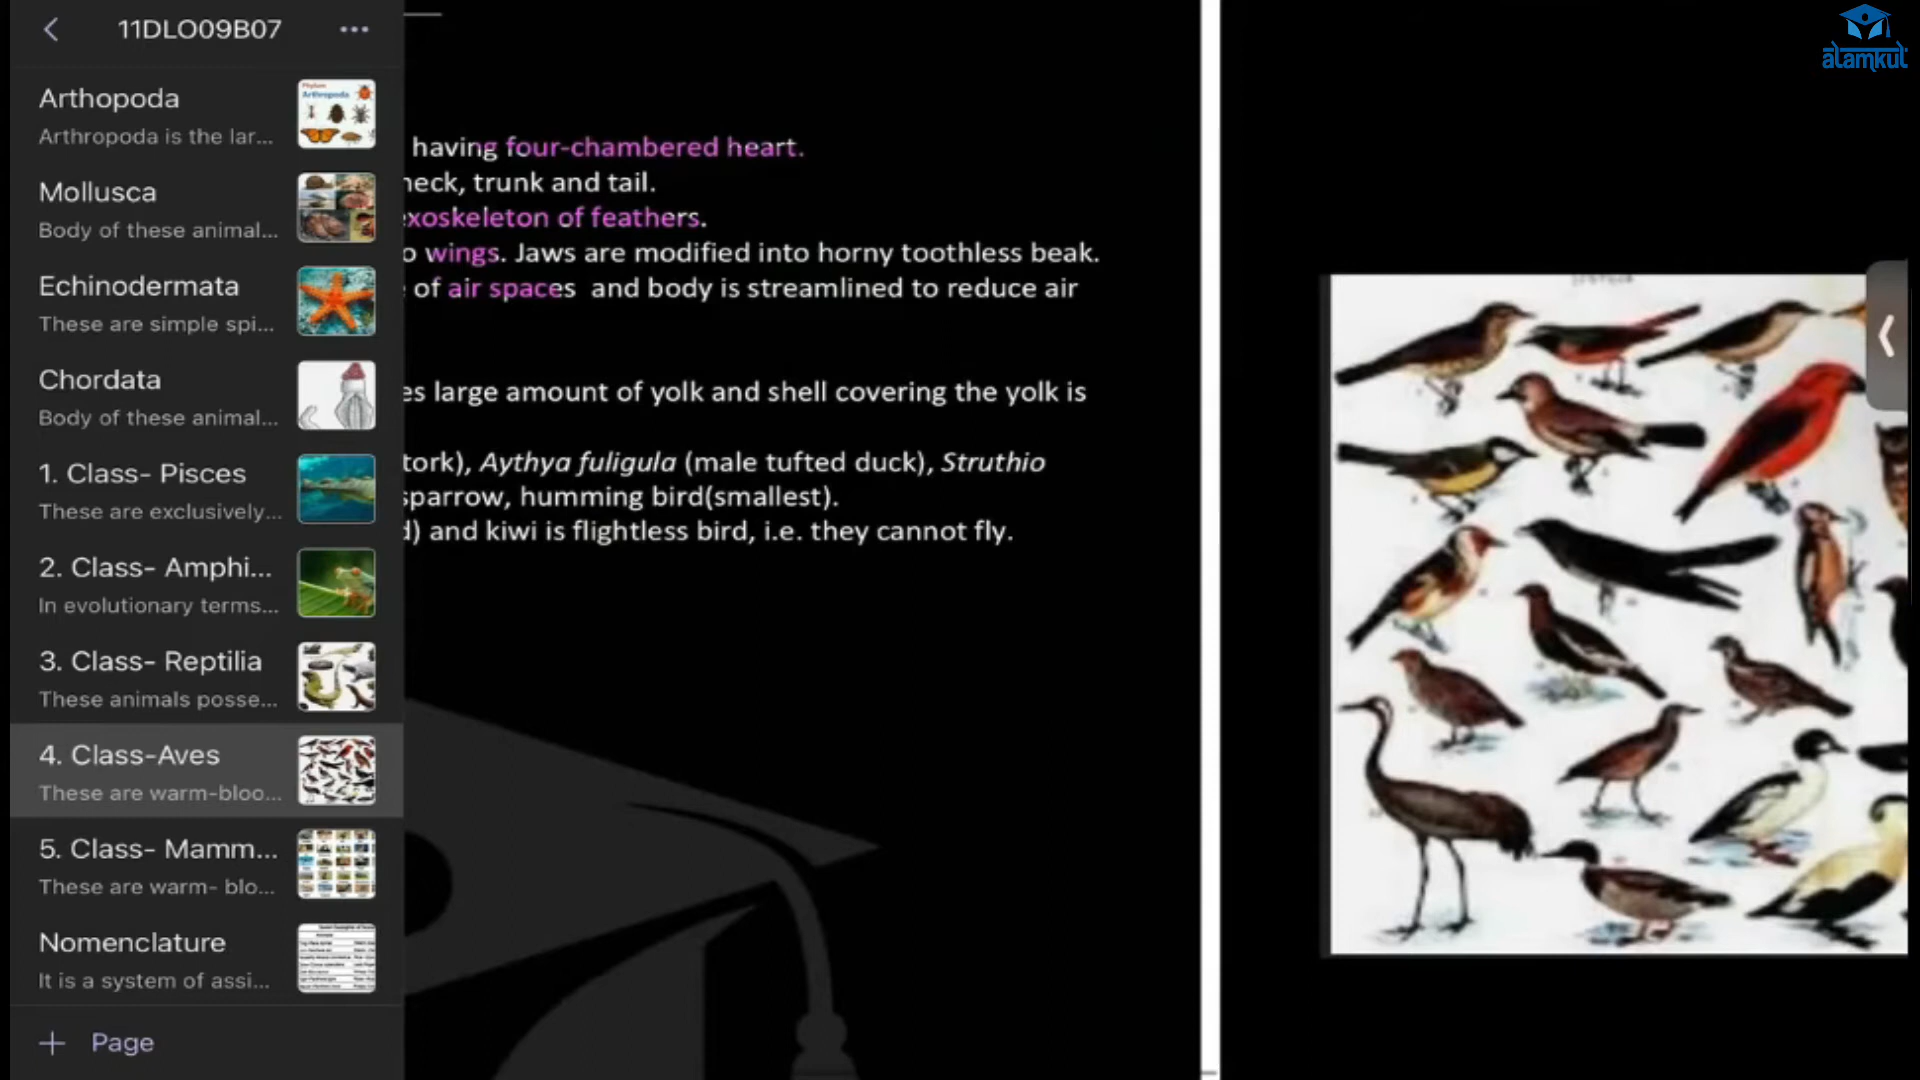 11DLO09B07
Arthopoda
Arthropoda is the lar...
Mollusca
Body of these animal...
Echinodermata
These are simple spi...
Chordata
Body of these animal...
1. Class- Pisces
These are exclusively...
2. Class- Amphi...
In evolutionary terms...
3. Class- Reptilia
These animals posse...
4. Class-Aves
These are warm-bloo...
5. Class- Mamm...
These are warm- blo...
Nomenclature
It is a system of assi...
+ Page
having four-chambered heart.
neck, trunk and tail.
exoskeleton of feathers.
o wings. Jaws are modified into horny toothless beak.
of air spaces and body is streamlined to reduce air
es large amount of yolk and shell covering the yolk is
tork), Aythya fuligula (male tufted duck), Struthio
sparrow, humming bird(smallest).
d) and kiwi is flightless bird, i.e. they cannot fly.
alamkut
Phylum
Arthropoda